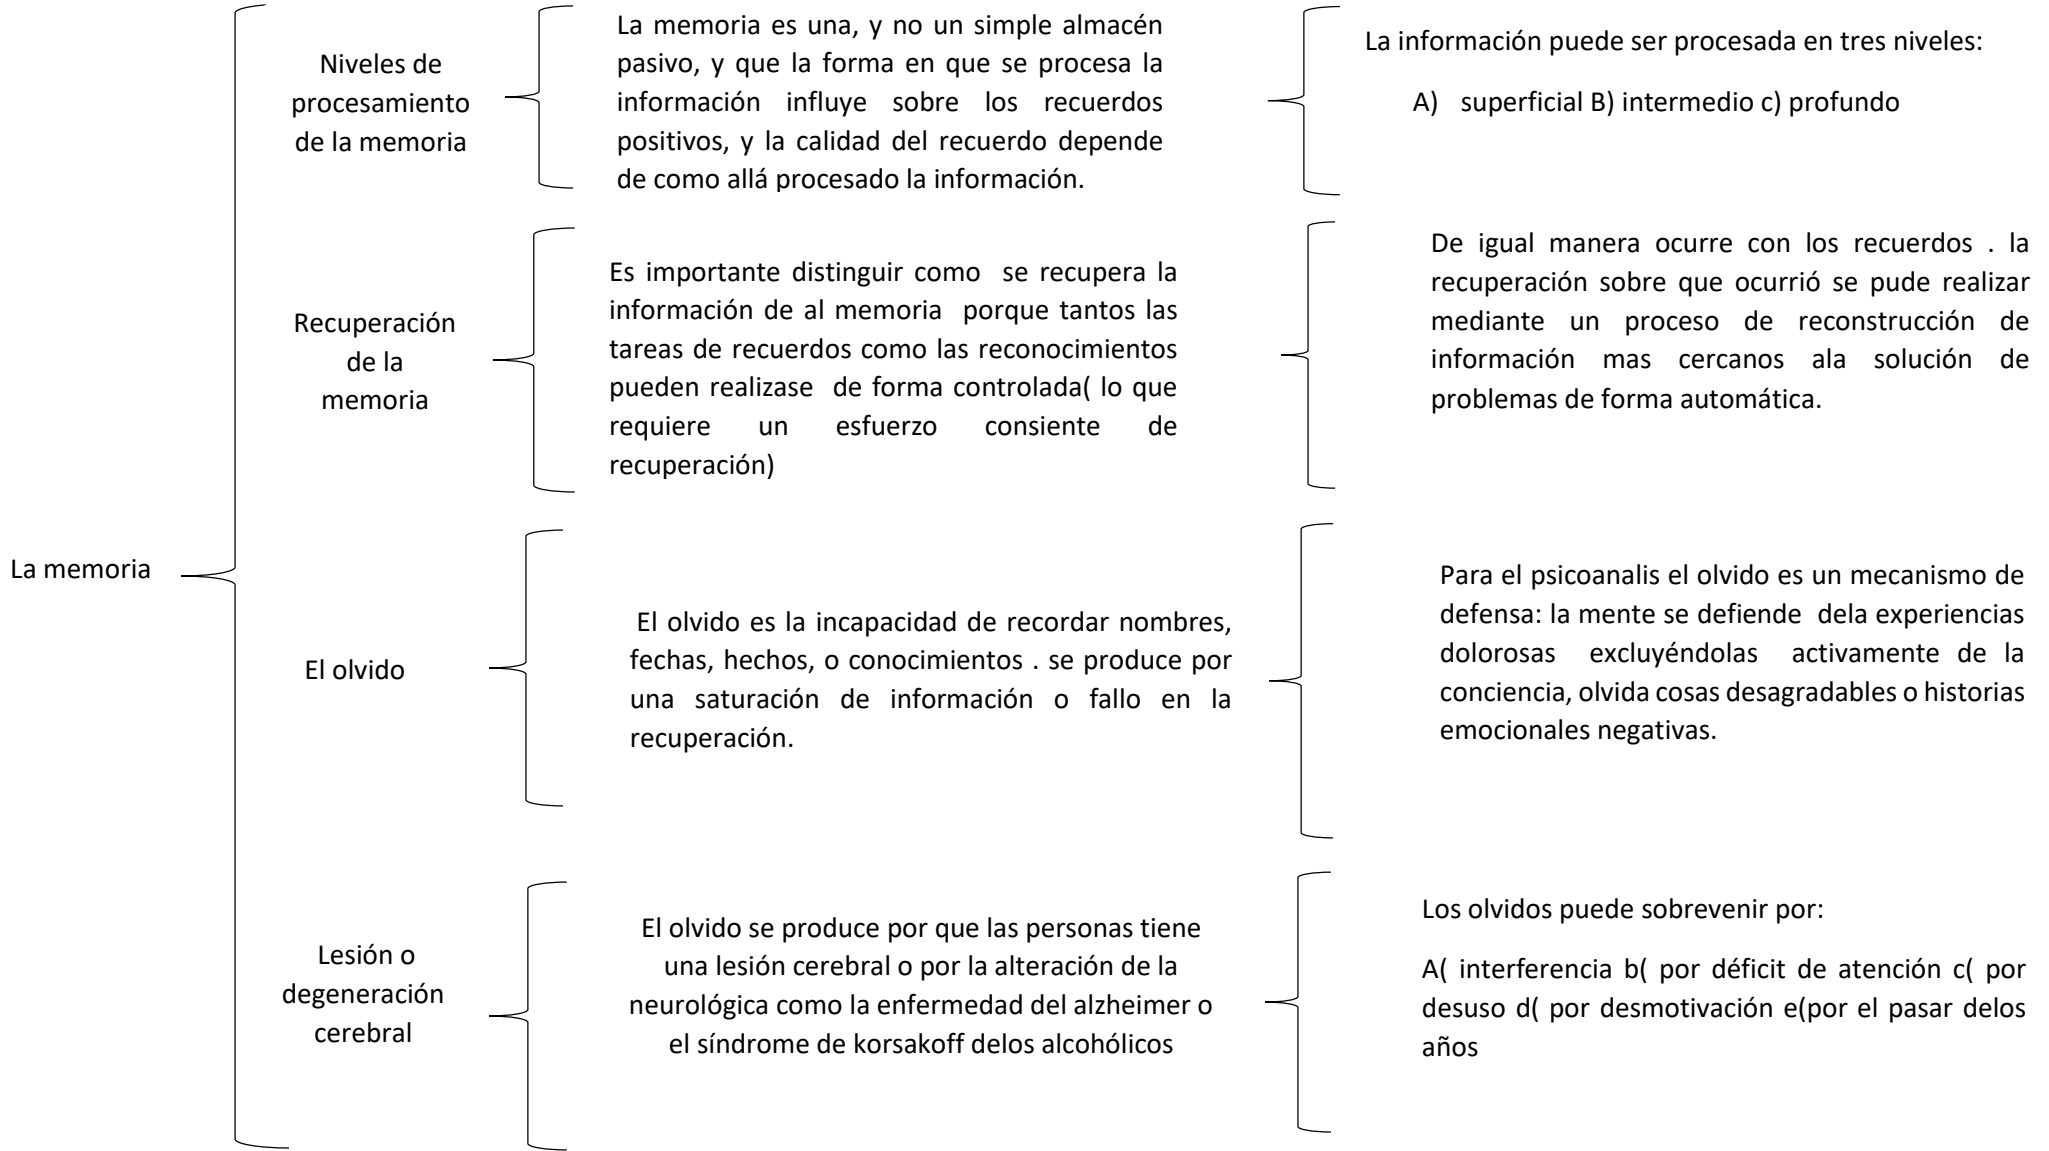 La memoria
Niveles de
procesamiento
de la memoria
La memoria es una, y no un simple almacén
pasivo, y que la forma en que se procesa la
información influye sobre los recuerdos
positivos, y la calidad del recuerdo depende
de como allá procesado la información.
La información puede ser procesada en tres niveles:
A) superficial B) intermedio c) profundo
Recuperación
de la
memoria
Es importante distinguir como se recupera la
información de al memoria porque tantos las
tareas de recuerdos como las reconocimientos
pueden realizase de forma controlada( lo que
requiere un esfuerzo consiente de
recuperación)
De igual manera ocurre con los recuerdos . la
recuperación sobre que ocurrió se pude realizar
mediante un proceso de reconstrucción de
información mas cercanos ala solución de
problemas de forma automática.
El olvido
El olvido es la incapacidad de recordar nombres,
fechas, hechos, o conocimientos . se produce por
una saturación de información o fallo en la
recuperación.
Para el psicoanalis el olvido es un mecanismo de
defensa: la mente se defiende dela experiencias
dolorosas excluyéndolas activamente de la
conciencia, olvida cosas desagradables o historias
emocionales negativas.
Lesión o
degeneración
cerebral
El olvido se produce por que las personas tiene
una lesión cerebral o por la alteración de la
neurológica como la enfermedad del alzheimer o
el síndrome de korsakoff delos alcohólicos
Los olvidos puede sobrevenir por:
A( interferencia b( por déficit de atención c( por
desuso d( por desmotivación e(por el pasar delos
años